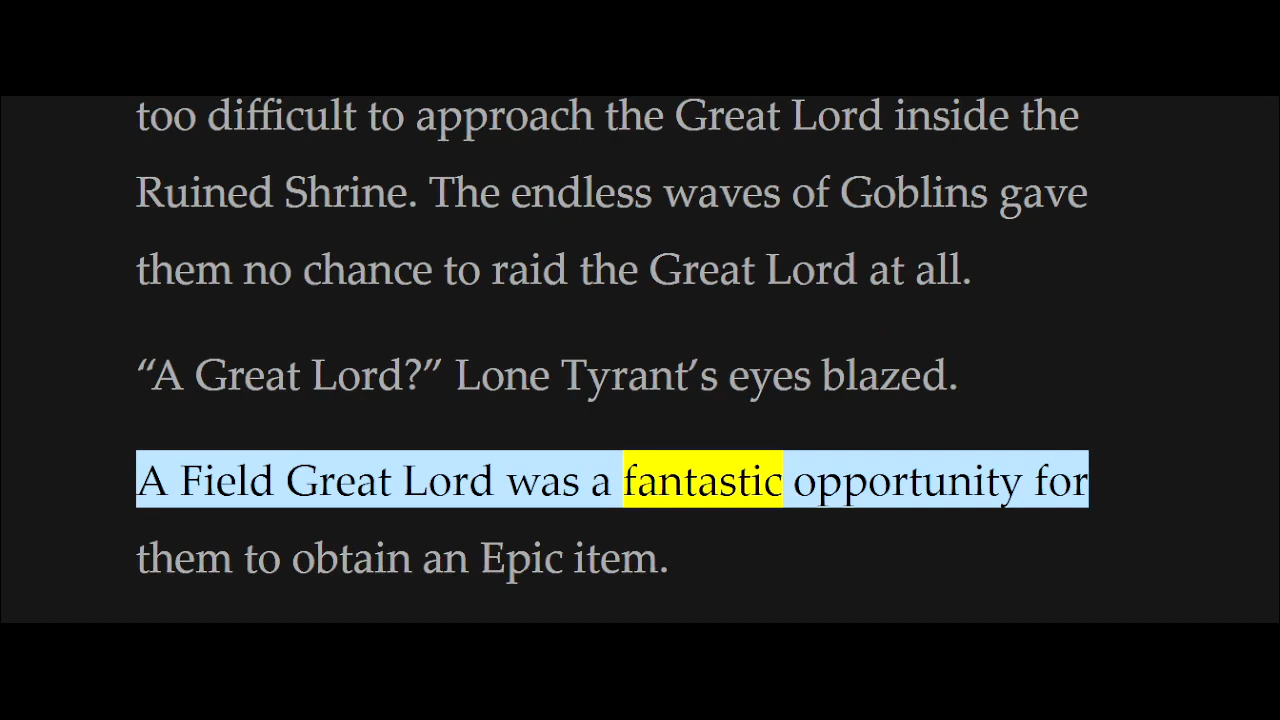 too difficult to approach the Great Lord inside the
Ruined Shrine. The endless waves of Goblins gave
them no chance to raid the Great Lord at all.
“A Great Lord?” Lone Tyrant’s eyes blazed.
A Field Great Lord was a fantastic opportunity for
them to obtain an Epic item.